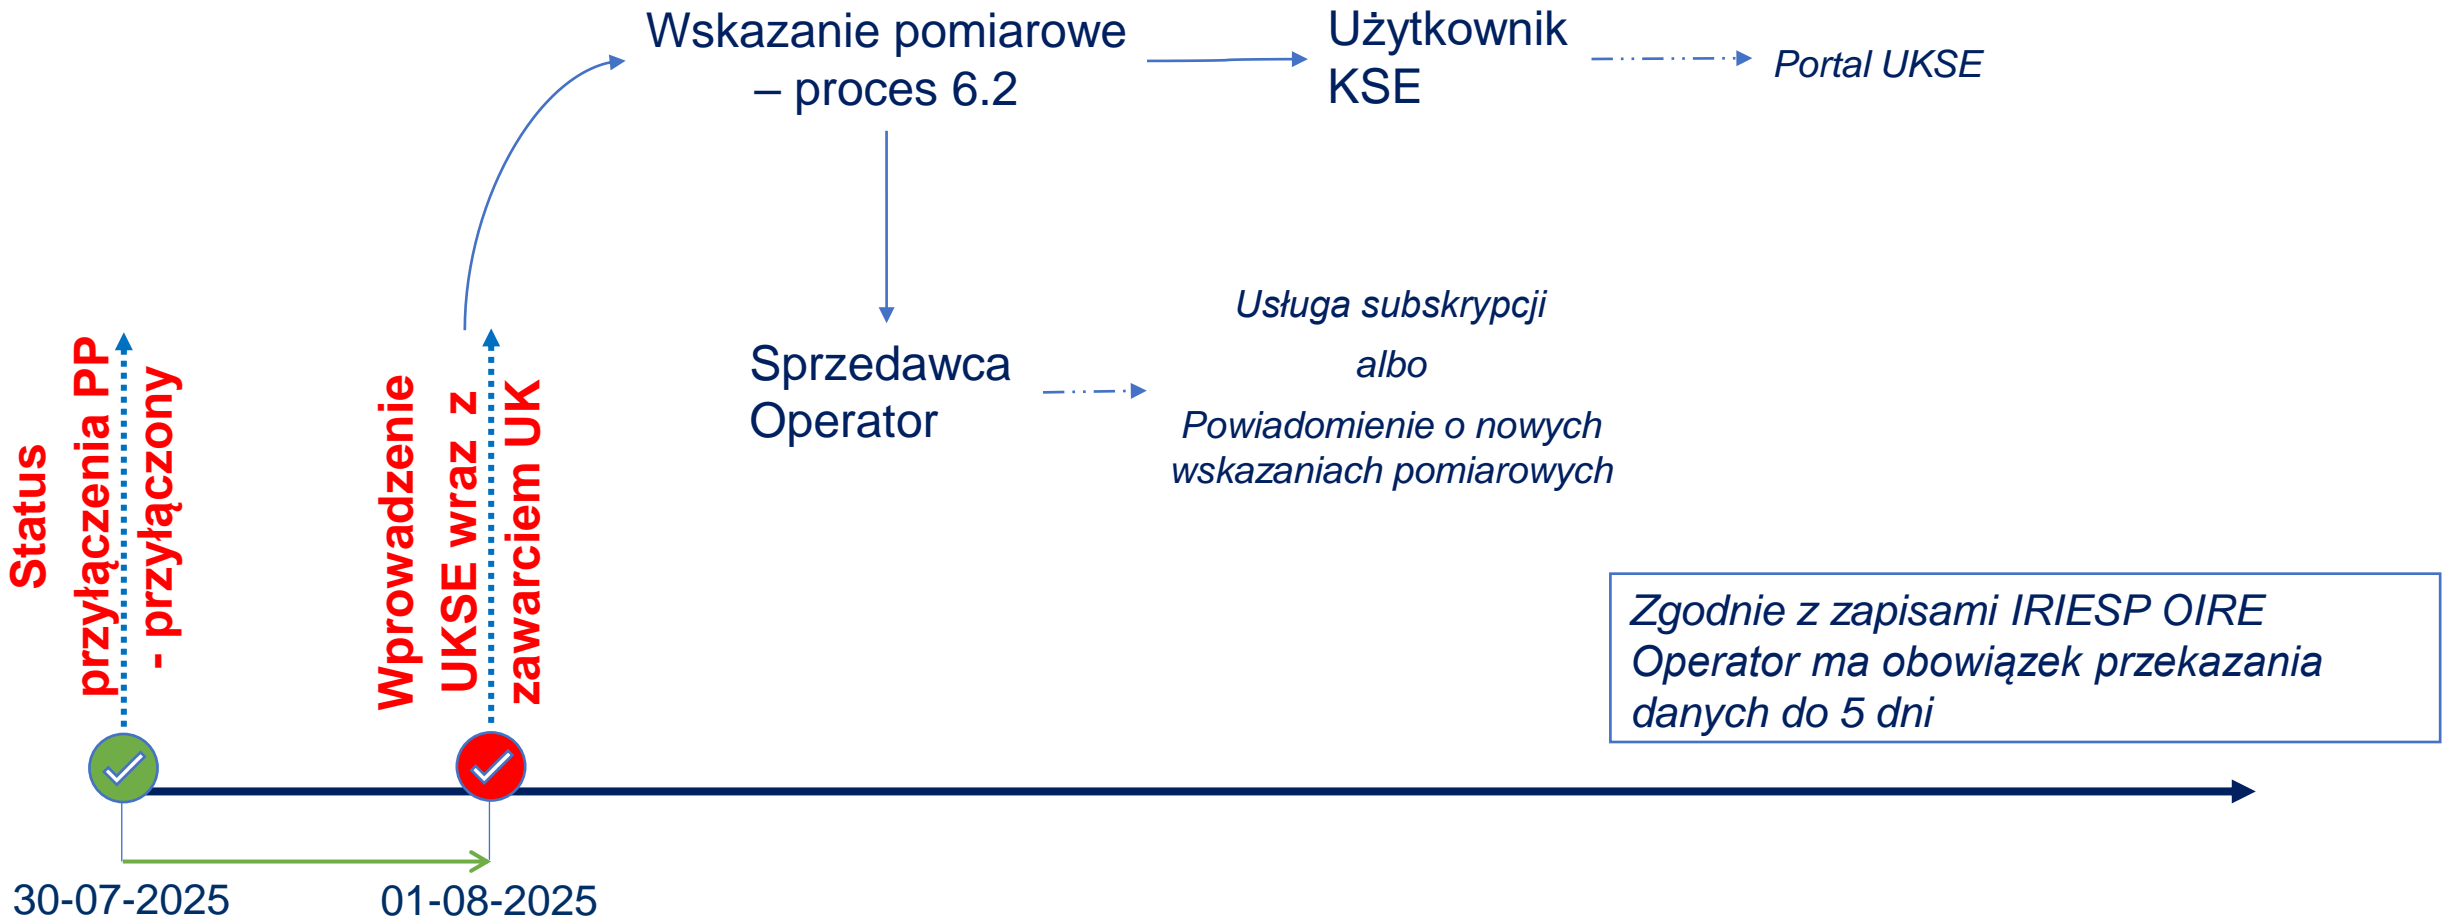 Wskazanie pomiarowe
– proces 6.2
Użytkownik
KSE
Portal UKSE
Usługa subskrypcji
albo
Powiadomienie o nowych
wskazaniach pomiarowych
Sprzedawca
Operator
Status
przyłączenia PP
- przyłączony
Wprowadzenie
UKSE wraz z
zawarciem UK
Zgodnie z zapisami IRIESP OIRE
Operator ma obowiązek przekazania
danych do 5 dni
30-07-2025
01-08-2025